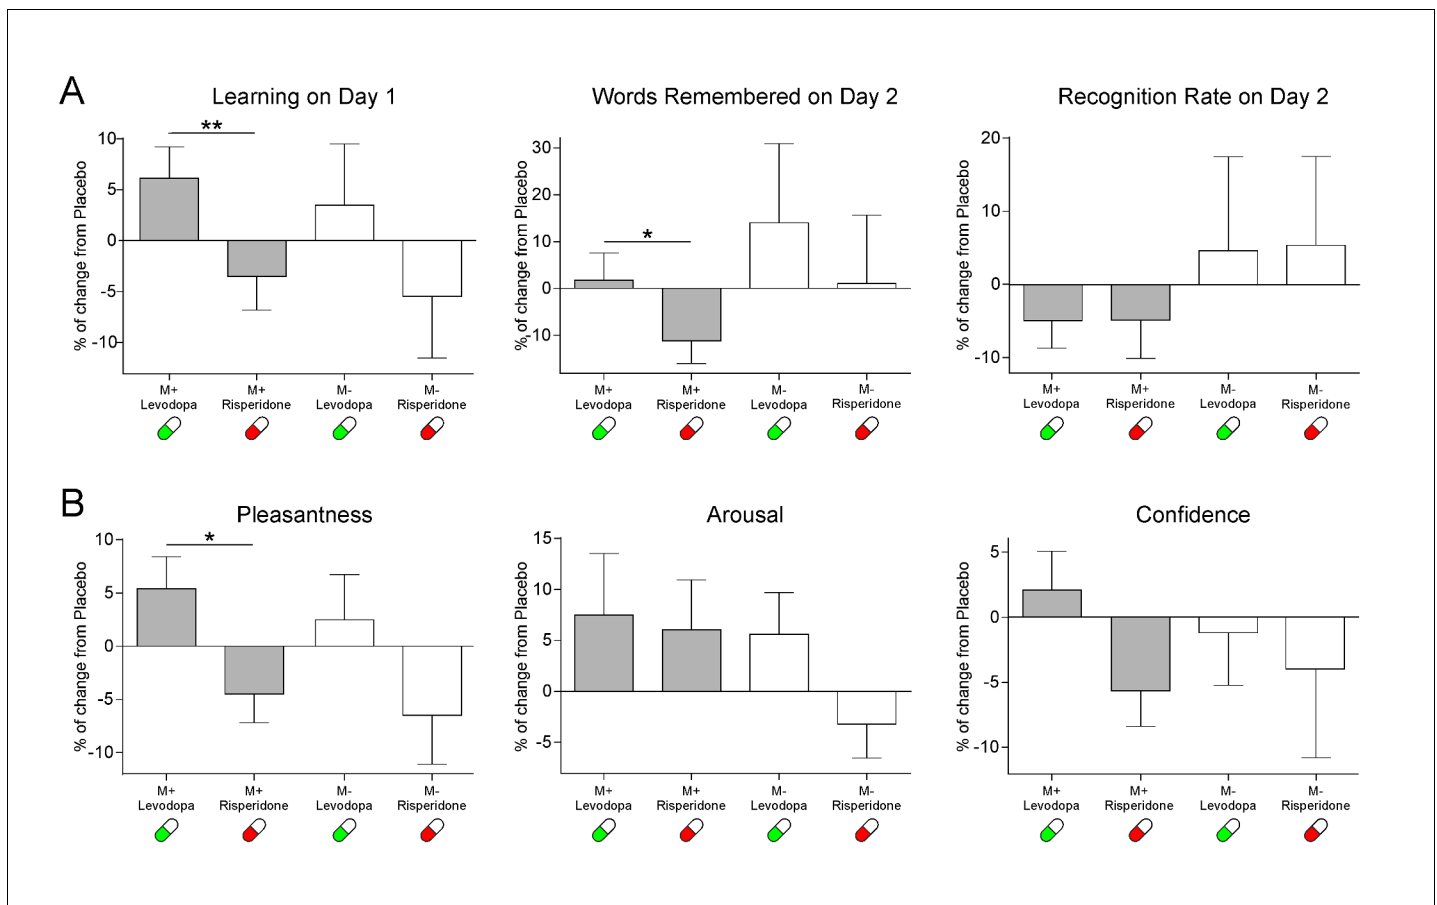 A
Learning on Day 1
Words Remembered on Day 2
Recognition Rate on Day 2
% of change from Placebo
10
5
0
-5
-10
**
M+ Levodopa
M+ Risperidone
M- Levodopa
M- Risperidone
% of change from Placebo
30
20
10
0
-10
*
M+ Levodopa
M+ Risperidone
M- Levodopa
M- Risperidone
% of change from Placebo
20
10
0
-10
M+ Levodopa
M+ Risperidone
M- Levodopa
M- Risperidone
B
Pleasantness
Arousal
Confidence
% of change from Placebo
10
5
0
-5
-10
*
M+ Levodopa
M+ Risperidone
M- Levodopa
M- Risperidone
% of change from Placebo
15
10
5
0
-5
M+ Levodopa
M+ Risperidone
M- Levodopa
M- Risperidone
% of change from Placebo
5
0
-5
-10
M+ Levodopa
M+ Risperidone
M- Levodopa
M- Risperidone